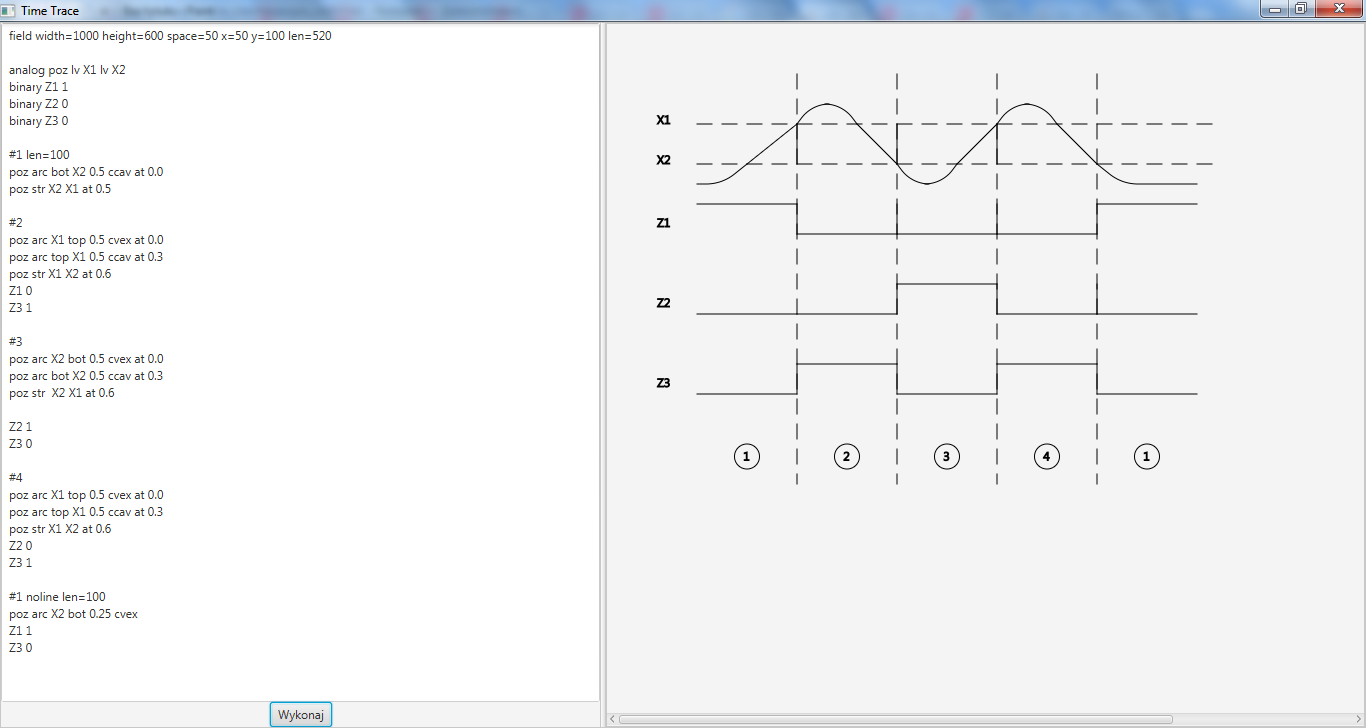 Time Trace
field width=1000 height=600 space=50 x=50 y=100 len=520
analog poz lv X1 lv X2
binary Z1 1
binary Z2 0
binary Z3 0
#1 len=100
poz arc bot X2 0.5 ccav at 0.0
poz str X2 X1 at 0.5
#2
poz arc X1 top 0.5 cvex at 0.0
poz arc top X1 0.5 ccav at 0.3
poz str X1 X2 at 0.6
Z1 0
Z3 1
#3
poz arc X2 bot 0.5 cvex at 0.0
poz arc bot X2 0.5 ccav at 0.3
poz str  X2 X1 at 0.6
Z2 1
Z3 0
#4
poz arc X1 top 0.5 cvex at 0.0
poz arc top X1 0.5 ccav at 0.3
poz str X1 X2 at 0.6
Z2 0
Z3 1
#1 noline len=100
poz arc X2 bot 0.25 cvex
Z1 1
Z3 0
Wykonaj
X1
X2
Z1
Z2
Z3
1 2 3 4 1